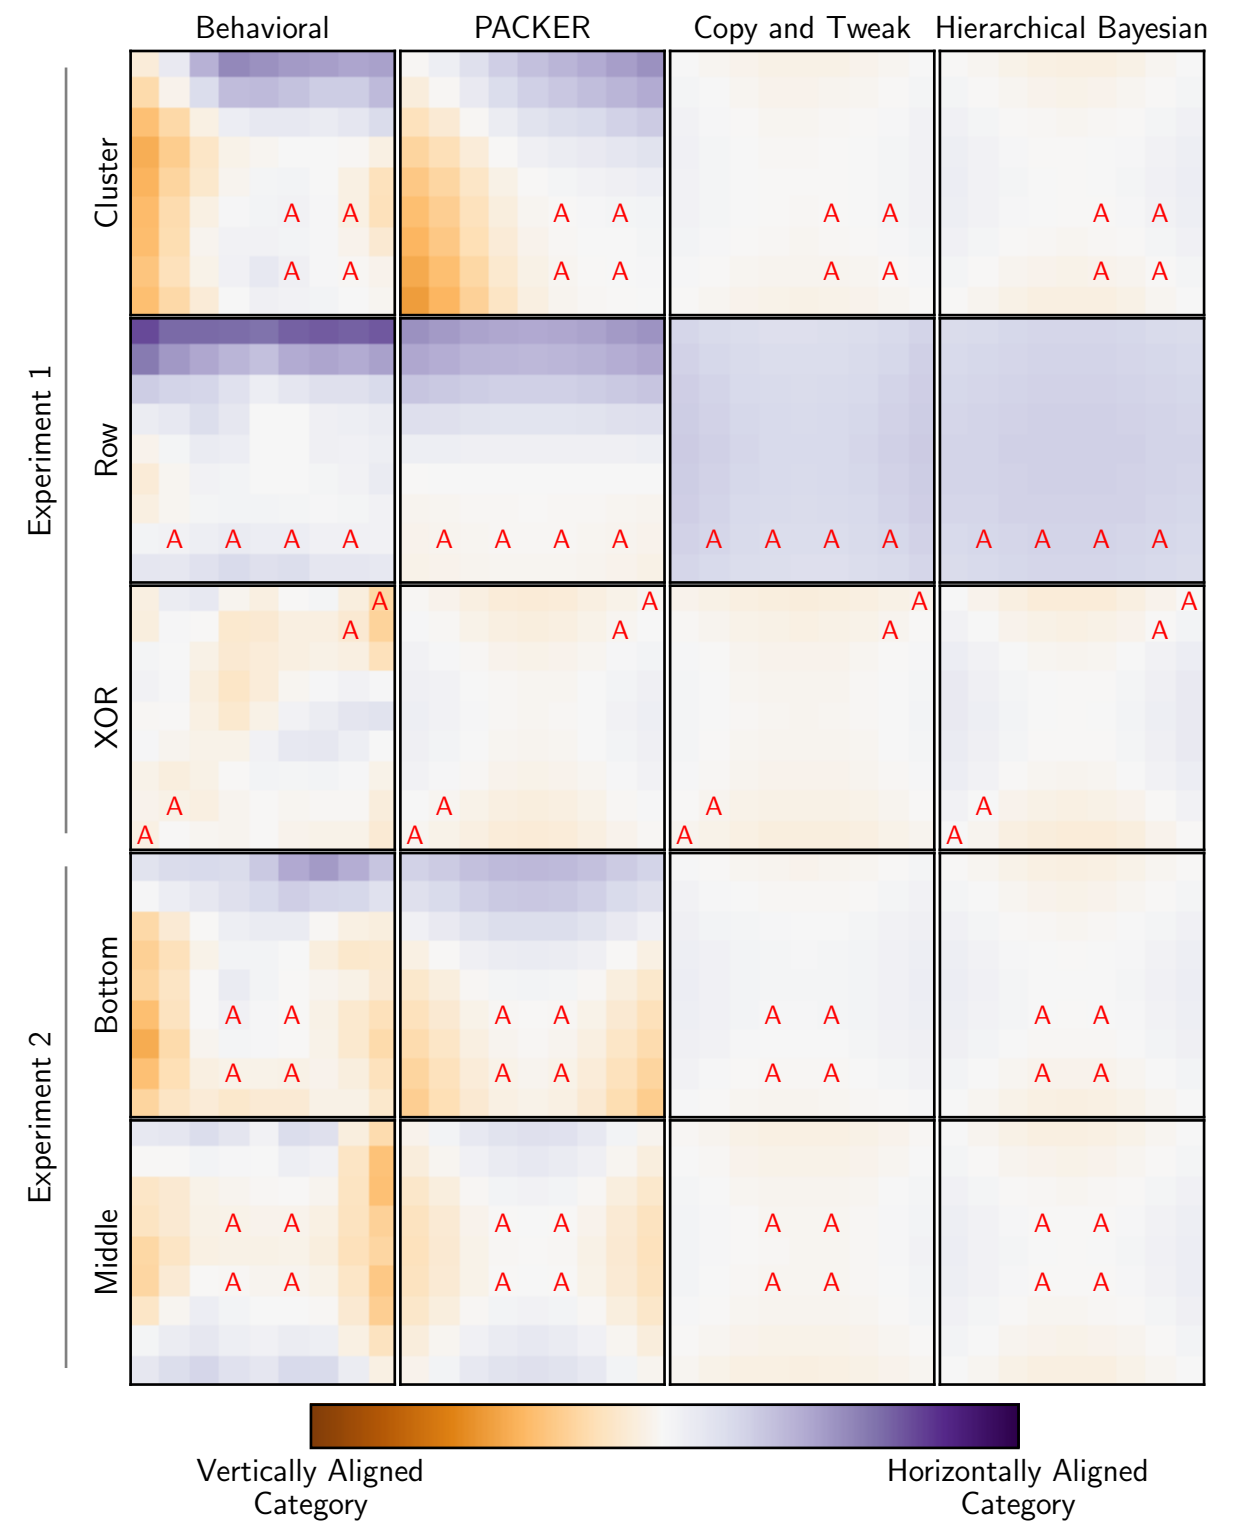 Behavioral PACKER Copy and Tweak Hierarchical Bayesian
Experiment 1
Cluster
A A A A A A A A
A A A A A A A A
Row
A A A A A A A A A A A A A A A A
XOR
A A A A
A A A A
A A A A
A A A A
Experiment 2
Bottom
A A A A A A A A
A A A A A A A A
Middle
A A A A A A A A
A A A A A A A A
Vertically Aligned Horizontally Aligned
Category Category